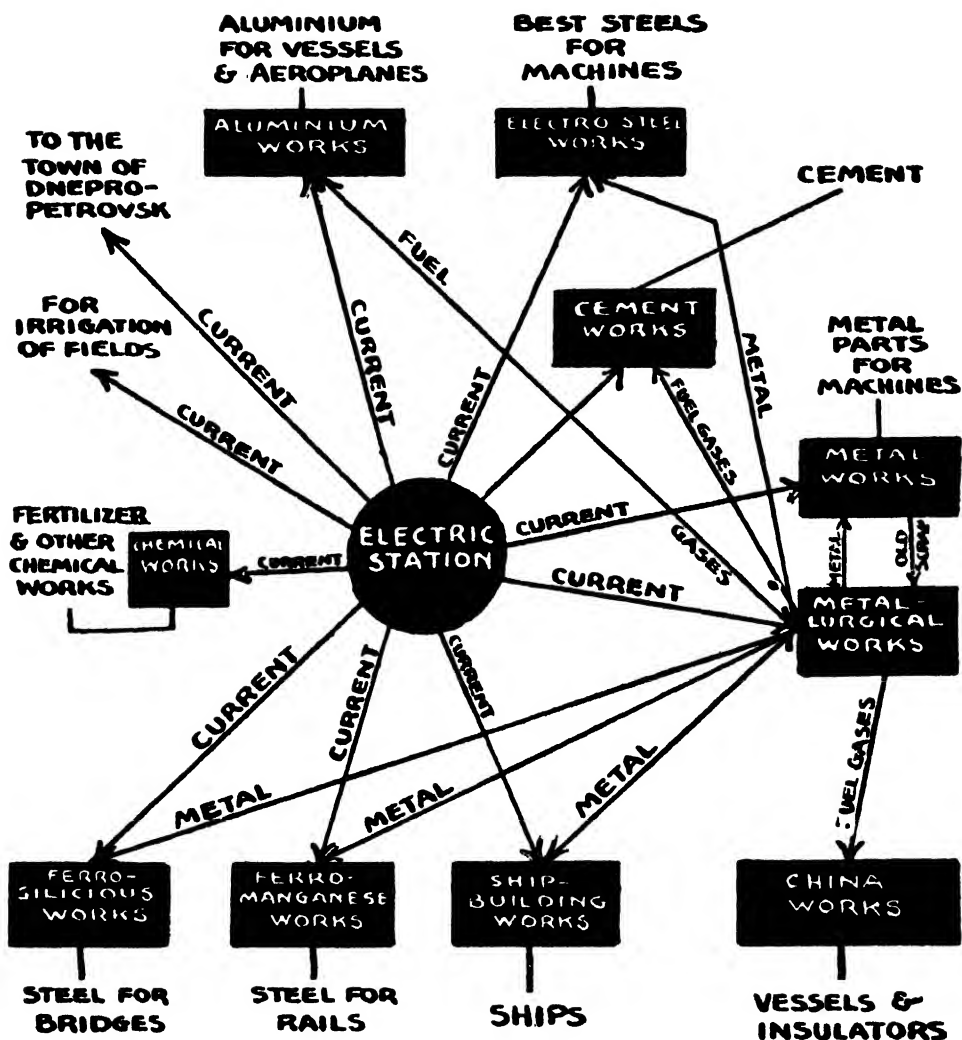 ALUMINIUM
FOR VESSELS
& AEROPLANES
BEST STEELS
FOR
MACHINES
ALUMINIUM
WORKS
ELECTRO STEEL
WORKS
TO THE
TOWN OF
DNEPRO-
PETROVSK
CEMENT
FUEL
CURRENT
CURRENT
CEMENT
WORKS
FOR
IRRIGATION
OF FIELDS
METAL
PARTS
FOR
MACHINES
METAL
CURRENT
FUEL GASES
CURRENT
METAL
WORKS
FERTILIZER
& OTHER
CHEMICAL
WORKS
CHEMICAL
WORKS
CURRENT
ELECTRIC
STATION
CURRENT
GASES
METAL
OLD
SCRAP
CURRENT
METAL-
LURGICAL
WORKS
CURRENT
CURRENT
CURRENT
METAL
METAL
METAL
FUEL GASES
FERRO-
SILICIOUS
WORKS
FERRO-
MANGANESE
WORKS
SHIP-
BUILDING
WORKS
CHINA
WORKS
STEEL FOR
BRIDGES
STEEL FOR
RAILS
SHIPS
VESSELS &
INSULATORS